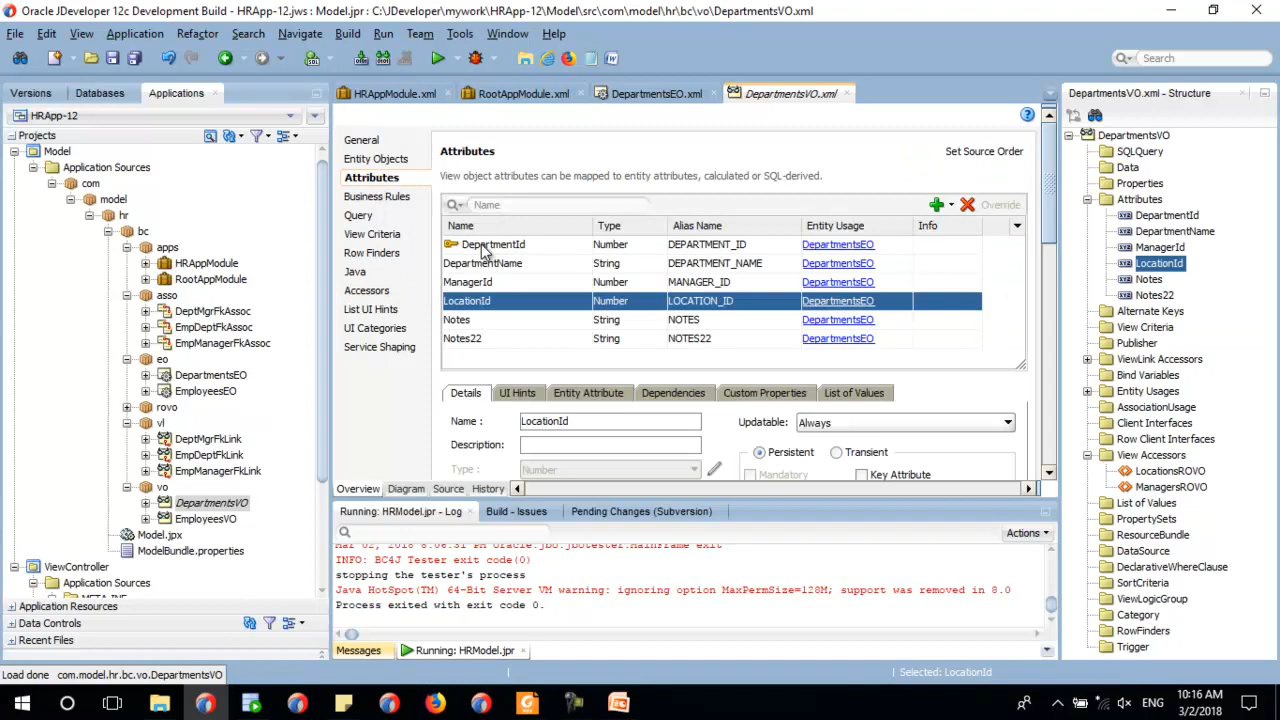 Oracle JDeveloper 12c Development Build - HRApp-12.jws : Model.jpr : C:\JDeveloper\mywork\HRApp-12\Model\src\com\model\hr\bc\vo\DepartmentsVO.xml
File Edit View Application Refactor Search Navigate Build Run Team Tools Window Help
Search
Versions Databases Applications
HRApp-12
Projects
Model
Application Sources
com
model
hr
bc
apps
HRAppModule
RootAppModule
asso
DeptMgrFkAssoc
EmpDeptFkAssoc
EmpManagerFkAssoc
eo
DepartmentsEO
EmployeesEO
rovo
vl
DeptMgrFkLink
EmpDeptFkLink
EmpManagerFkLink
vo
DepartmentsVO
EmployeesVO
Model.jpx
ModelBundle.properties
ViewController
Application Sources
META-INF
Application Resources
Data Controls
Recent Files
HRAppModule.xml RootAppModule.xml DepartmentsEO.xml DepartmentsVO.xml
General
Entity Objects
Attributes
Business Rules
Query
View Criteria
Row Finders
Java
Accessors
List UI Hints
UI Categories
Service Shaping
Attributes Set Source Order
View object attributes can be mapped to entity attributes, calculated or SQL-derived.
Name Override
Name Type Alias Name Entity Usage Info
DepartmentId Number DEPARTMENT_ID DepartmentsEO
DepartmentName String DEPARTMENT_NAME DepartmentsEO
ManagerId Number MANAGER_ID DepartmentsEO
LocationId Number LOCATION_ID DepartmentsEO
Notes String NOTES DepartmentsEO
Notes22 String NOTES22 DepartmentsEO
Details UI Hints Entity Attribute Dependencies Custom Properties List of Values
Name : LocationId Updatable: Always
Description: Persistent Transient
Type : Number Mandatory Key Attribute
Overview Diagram Source History
Running: HRModel.jpr - Log Build - Issues Pending Changes (Subversion)
Actions
Mar 02, 2018 8:06:31 PM oracle.jbo.jbotester.MainFrame exit
INFO: BC4J Tester exit code(0)
stopping the tester's process
Java HotSpot(TM) 64-Bit Server VM warning: ignoring option MaxPermSize=128M; support was removed in 8.0
Process exited with exit code 0.
Messages Running: HRModel.jpr
DepartmentsVO.xml - Structure
DepartmentsVO
SQLQuery
Data
Properties
Attributes
DepartmentId
DepartmentName
ManagerId
LocationId
Notes
Notes22
Alternate Keys
View Criteria
Publisher
ViewLink Accessors
Bind Variables
Entity Usages
AssociationUsage
Client Interfaces
Row Client Interfaces
View Accessors
LocationsROVO
ManagersROVO
List of Values
PropertySets
ResourceBundle
DataSource
DeclarativeWhereClause
SortCriteria
ViewLogicGroup
Category
RowFinders
Trigger
Load done com.model.hr.bc.vo.DepartmentsVO Selected: LocationId
ENG 10:16 AM
3/2/2018